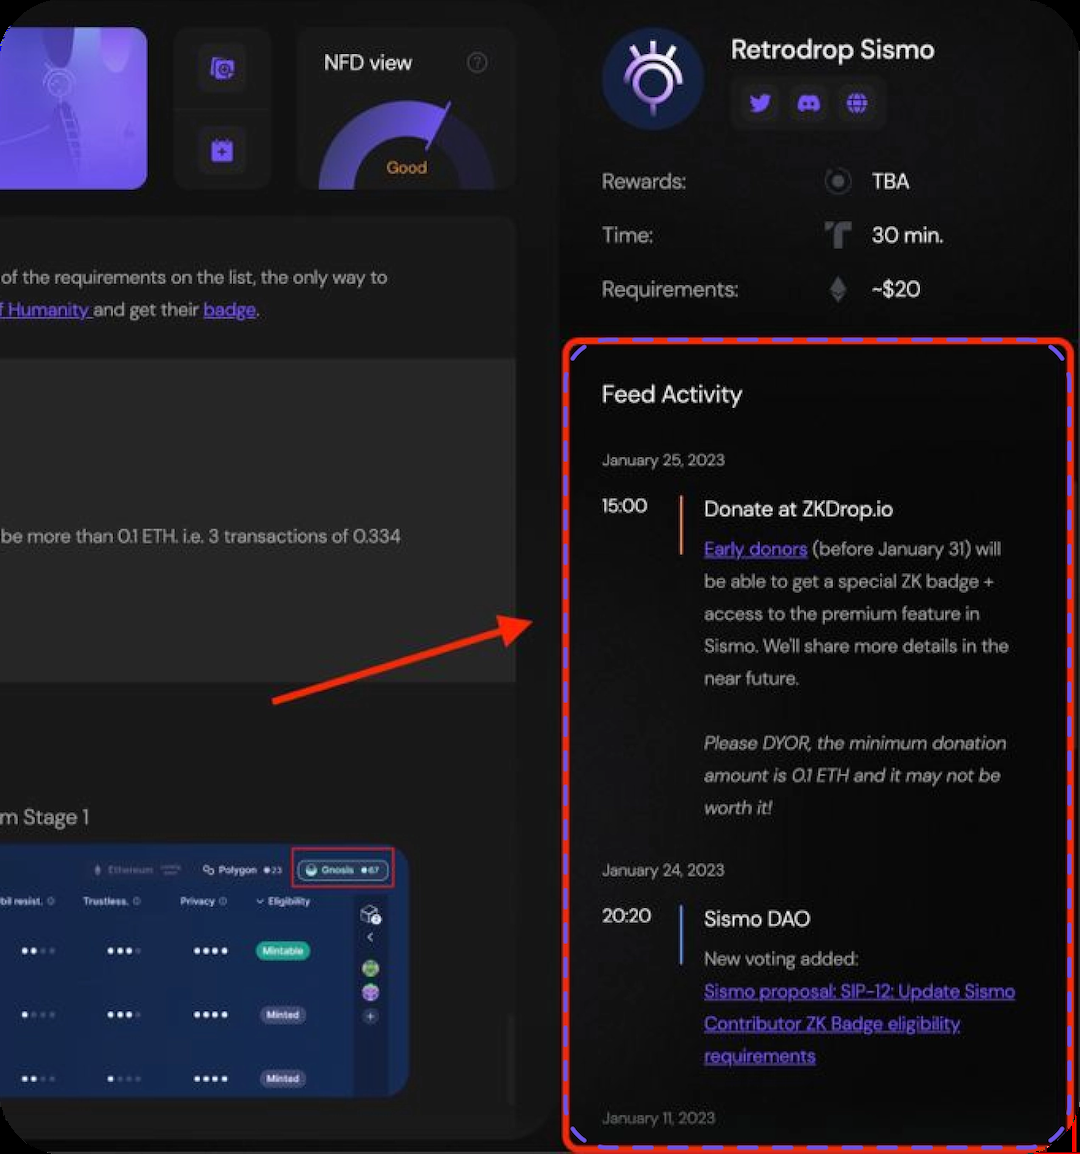 NFD view
?
Good
of the requirements on the list, the only way to
f Humanity and get their badge.
be more than 0.1 ETH. i.e. 3 transactions of 0.334
m Stage 1
Ethereum
Polygon 23
Gnosis 67
bil resist.
Trustless.
Privacy
Eligibility
Mintable
Minted
Minted
Retrodrop Sismo
Rewards: TBA
Time: 30 min.
Requirements: ~$20
Feed Activity
January 25, 2023
15:00
Donate at ZKDrop.io
Early donors (before January 31) will
be able to get a special ZK badge +
access to the premium feature in
Sismo. We'll share more details in the
near future.
Please DYOR, the minimum donation
amount is 0.1 ETH and it may not be
worth it!
January 24, 2023
20:20
Sismo DAO
New voting added:
Sismo proposal: SIP-12: Update Sismo
Contributor ZK Badge eligibility
requirements
January 11, 2023